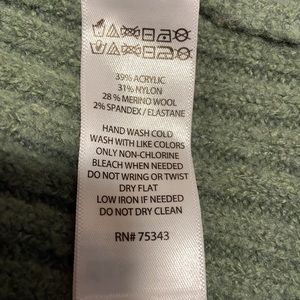 39% ACRYLIC
31% NYLON
28% MERINO WOOL
2% SPANDEX / ELASTANE
HAND WASH COLD
WASH WITH LIKE COLORS
ONLY NON-CHLORINE
BLEACH WHEN NEEDED
DO NOT WRING OR TWIST
DRY FLAT
LOW IRON IF NEEDED
DO NOT DRY CLEAN
RN# 75343